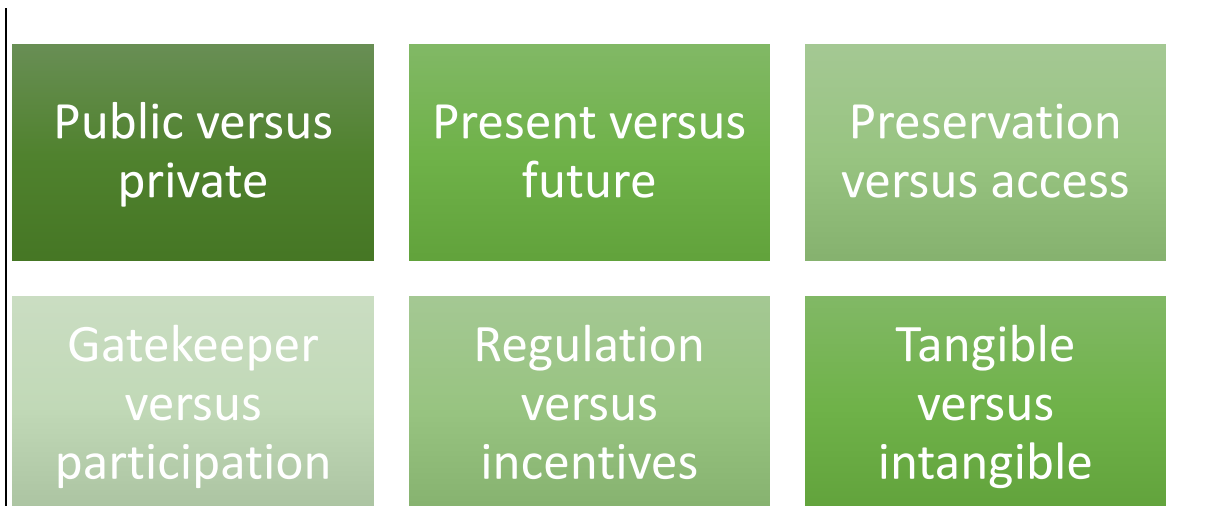 Public versus
private
Present versus
future
Preservation
versus access
Gatekeeper
versus
participation
Regulation
versus
incentives
Tangible
versus
intangible